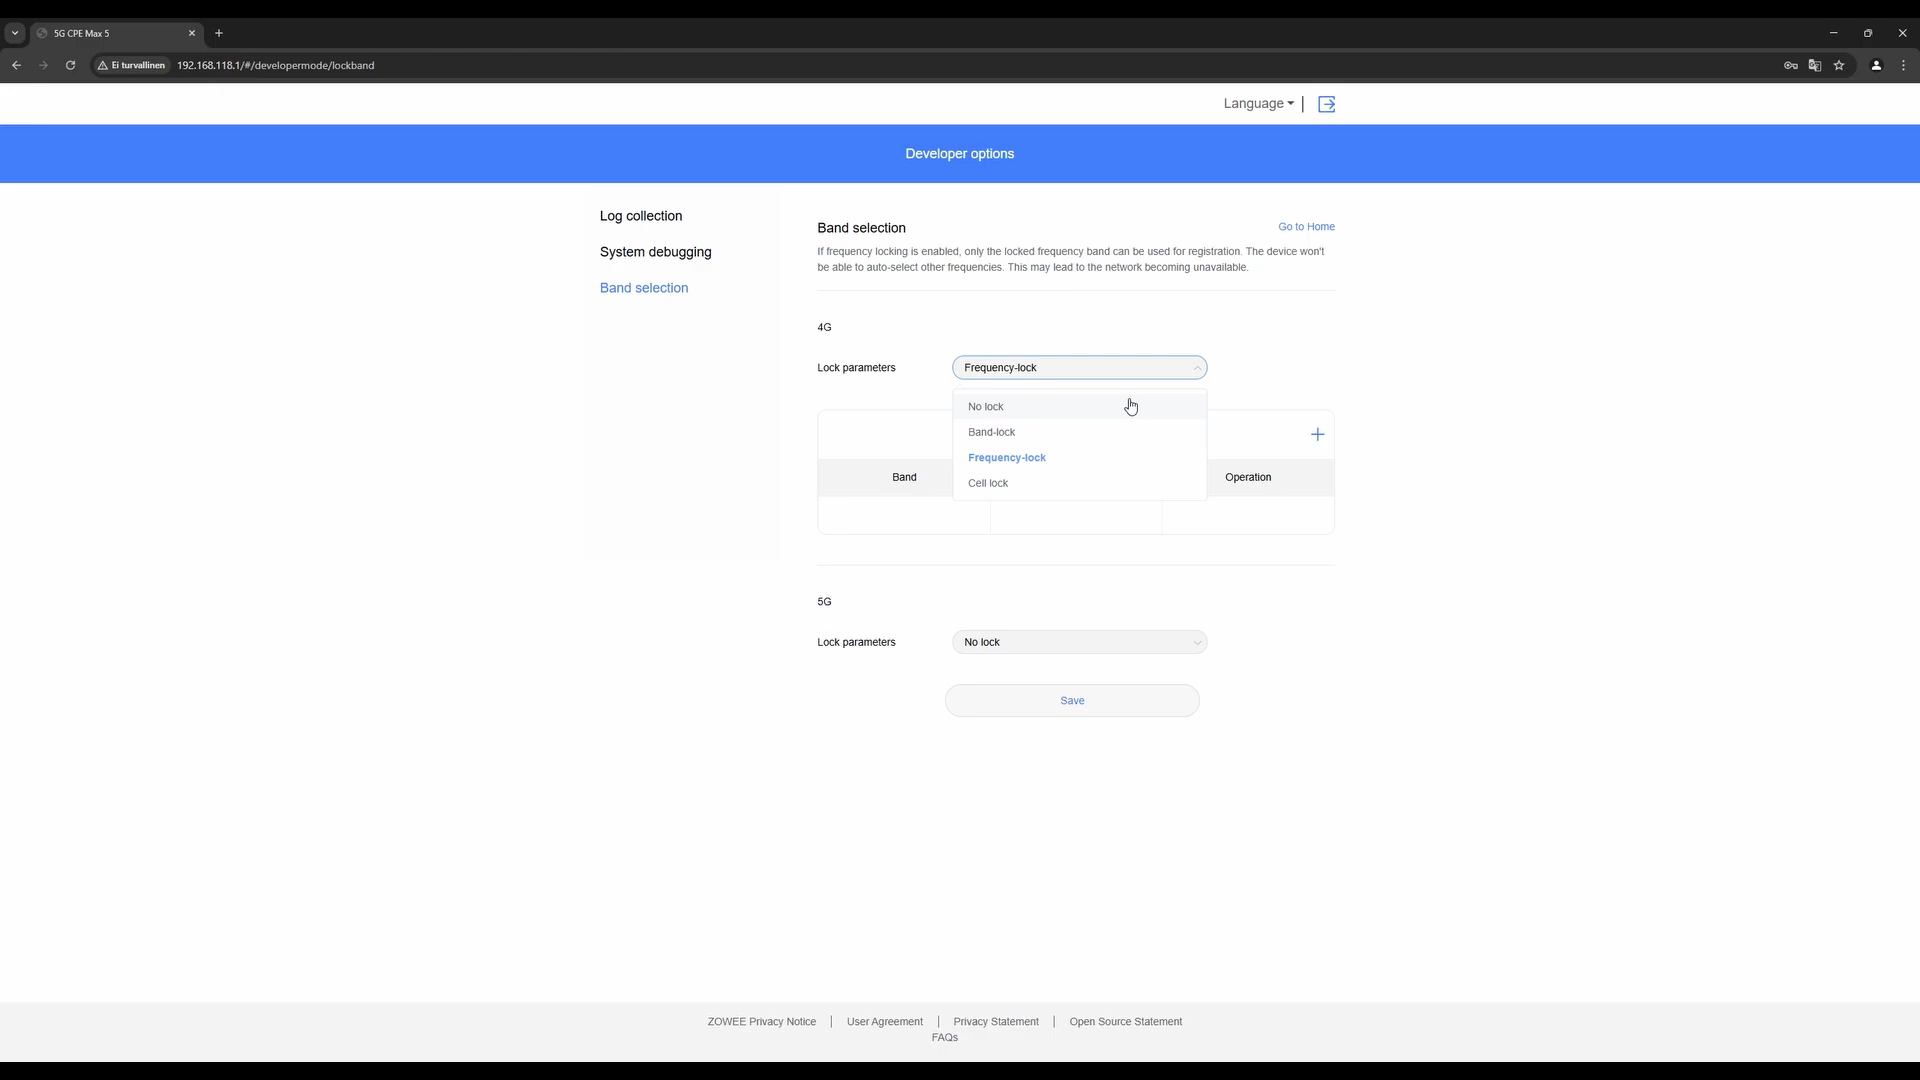 5G CPE Max 5
Ei turvallinen
192.168.118.1/#/developermode/lockband
Language
Developer options
Log collection
System debugging
Band selection
Band selection
Go to Home
If frequency locking is enabled, only the locked frequency band can be used for registration. The device won't
be able to auto-select other frequencies. This may lead to the network becoming unavailable.
4G
Lock parameters
Frequency-lock
No lock
Band-lock
Frequency-lock
Cell lock
Band
Operation
5G
Lock parameters
No lock
Save
ZOWEE Privacy Notice
User Agreement
Privacy Statement
Open Source Statement
FAQs